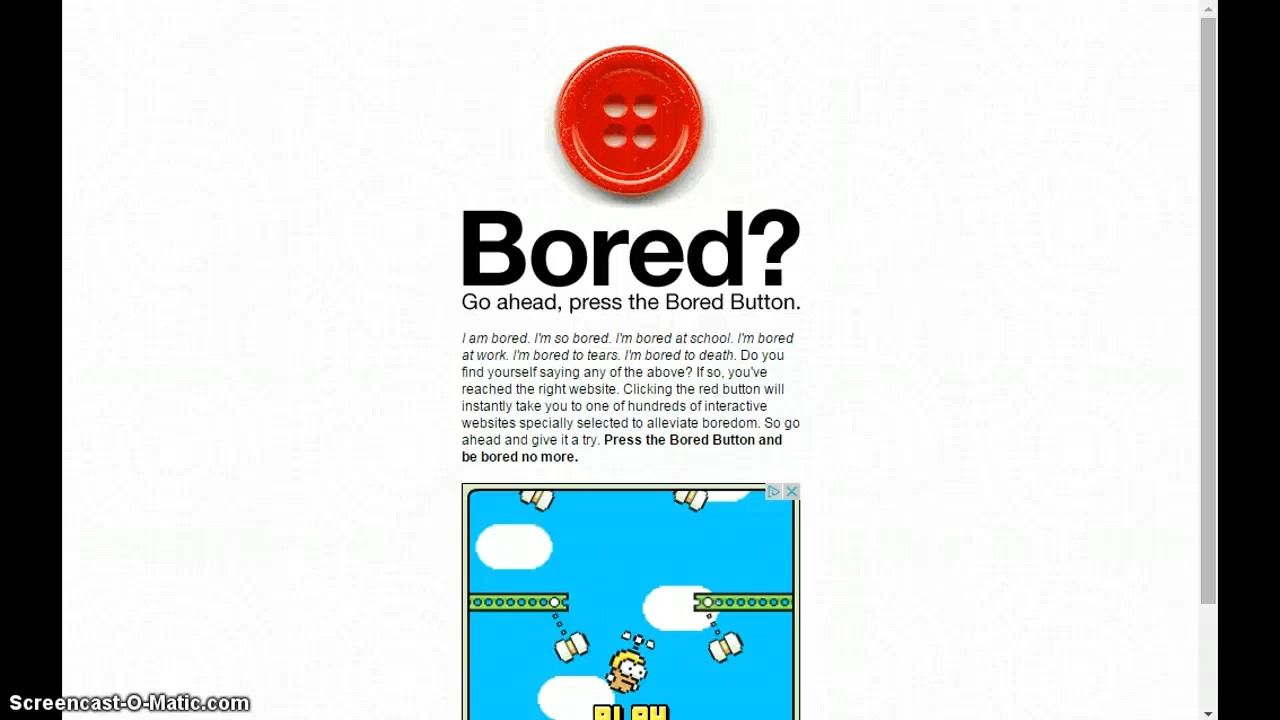 Bored?
Go ahead, press the Bored Button.
I am bored. I'm so bored. I'm bored at school. I'm bored
at work. I'm bored to tears. I'm bored to death. Do you
find yourself saying any of the above? If so, you've
reached the right website. Clicking the red button will
instantly take you to one of hundreds of interactive
websites specially selected to alleviate boredom. So go
ahead and give it a try. Press the Bored Button and
be bored no more.
PLAY
Screencast-O-Matic.com